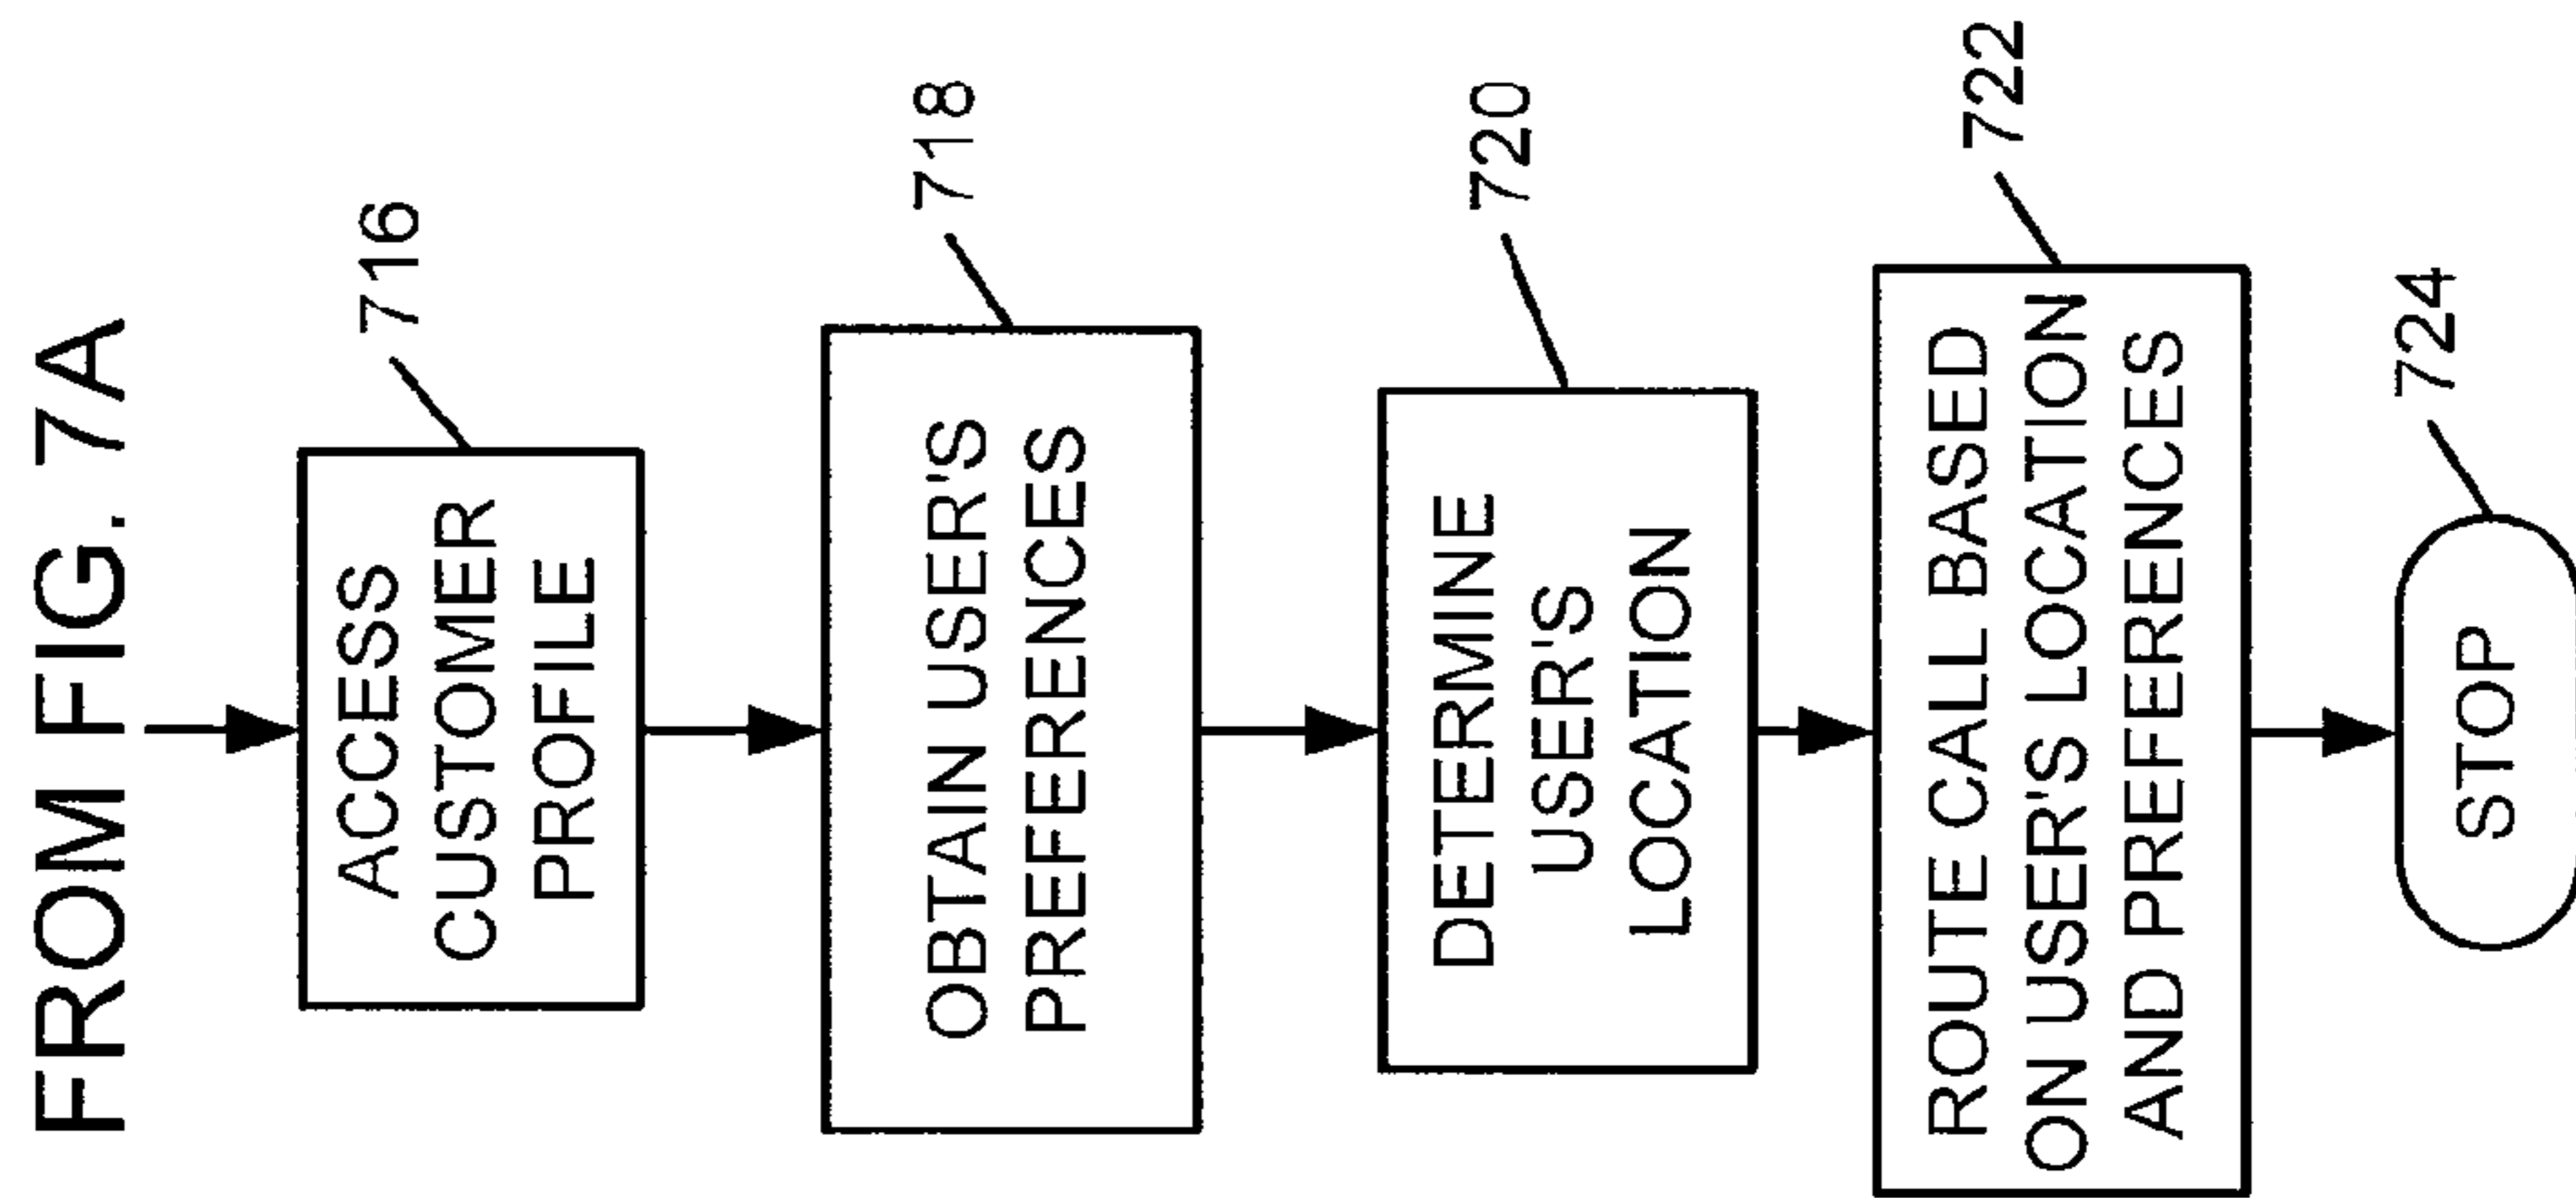 FROM FIG. 7A
716
ACCESS
CUSTOMER
PROFILE
718
OBTAIN USER'S
PREFERENCES
720
DETERMINE
USER'S
LOCATION
722
ROUTE CALL BASED
ON USER'S LOCATION
AND PREFERENCES
724
STOP